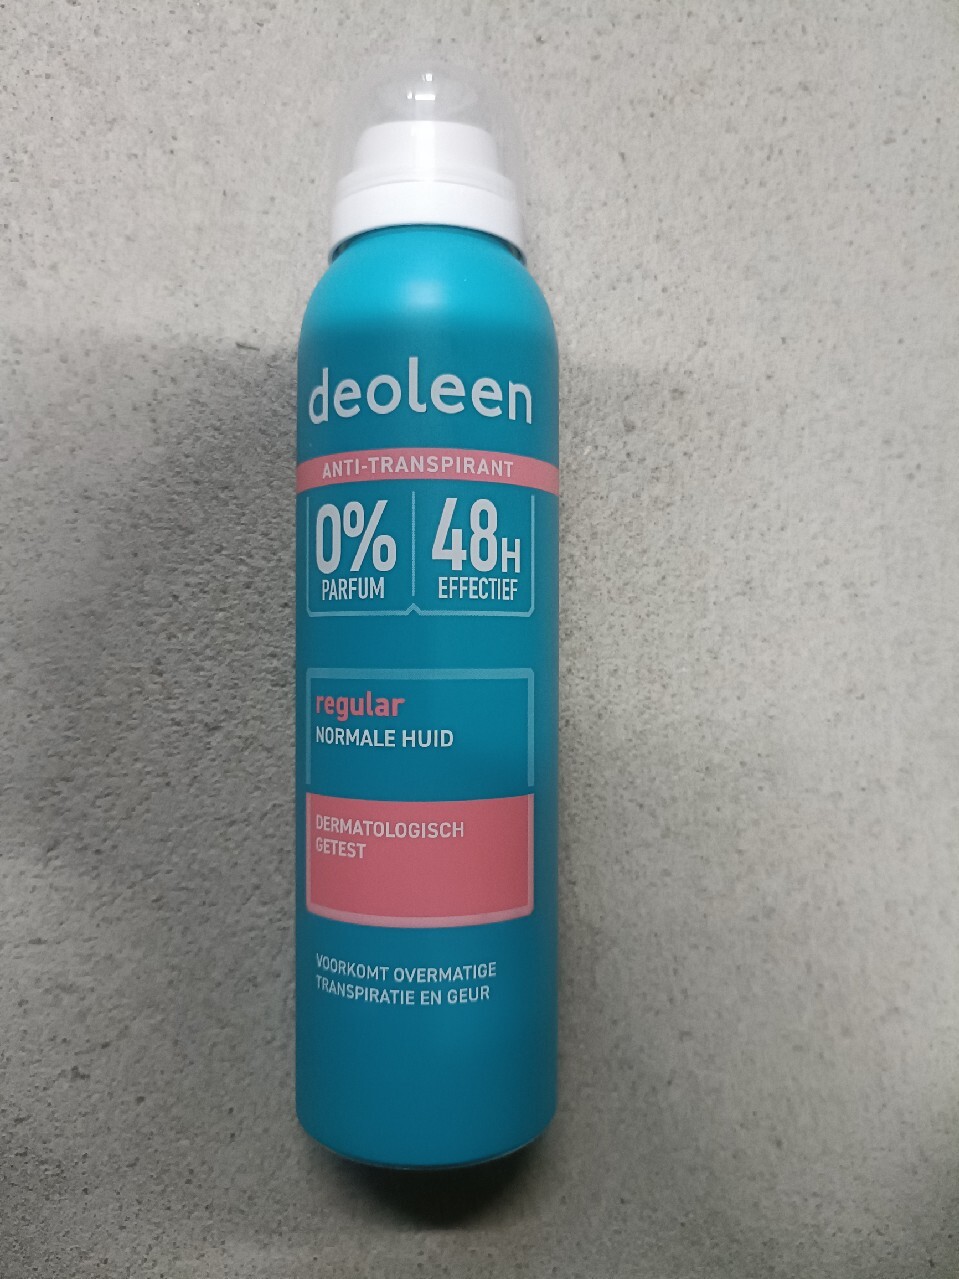 deoleen
ANTI-TRANSPIRANT
0% 48H
PARFUM EFFECTIEF
regular
NORMALE HUID
DERMATOLOGISCH
GETEST
VOORKOMT OVERMATIGE
TRANSPIRATIE EN GEUR